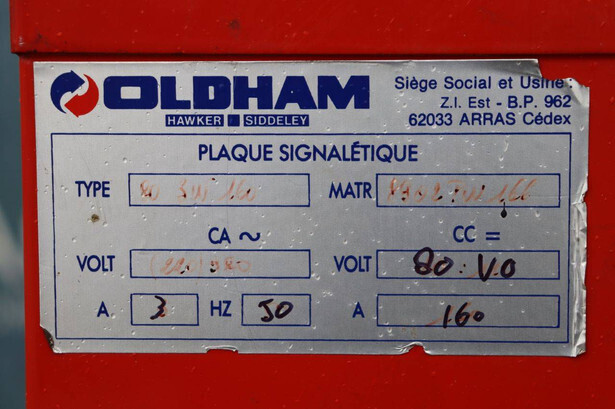 OLDHAM
HAWKER SIDDELEY
Siège Social et Usine :
Z.I. Est - B.P. 962
62033 ARRAS Cédex
PLAQUE SIGNALÉTIQUE
TYPE MATR
CA ~ CC =
VOLT VOLT 80 : VO
A 3 HZ 50 A 160